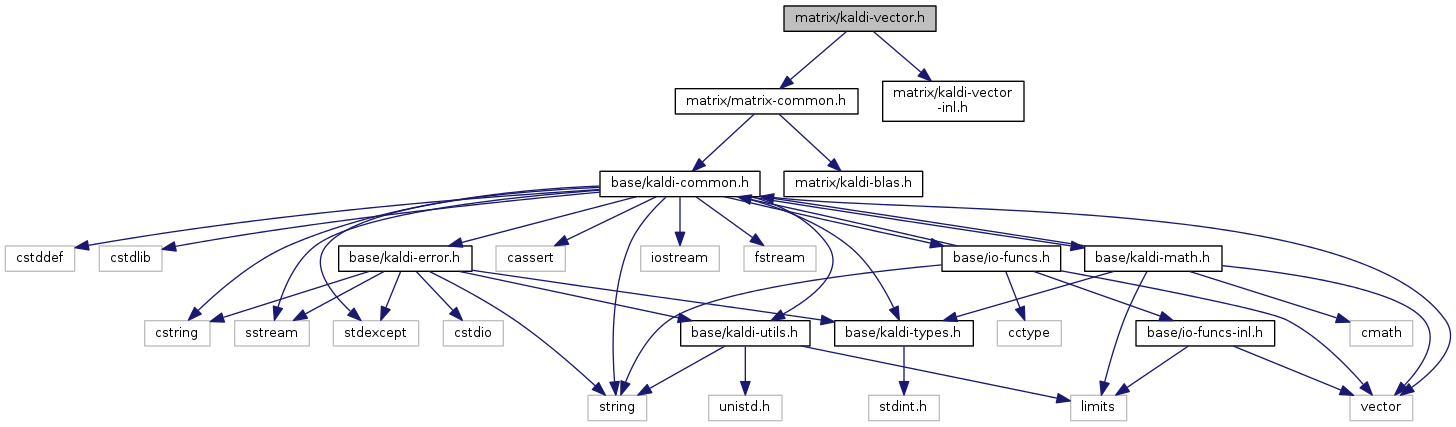 matrix/kaldi-vector.h
matrix/matrix-common.h
matrix/kaldi-vector
-inl.h
base/kaldi-common.h
matrix/kaldi-blas.h
cstddef
cstdlib
base/kaldi-error.h
cassert
iostream
fstream
base/io-funcs.h
base/kaldi-math.h
cstring
sstream
stdexcept
cstdio
base/kaldi-utils.h
base/kaldi-types.h
cctype
base/io-funcs-inl.h
cmath
string
unistd.h
stdint.h
limits
vector